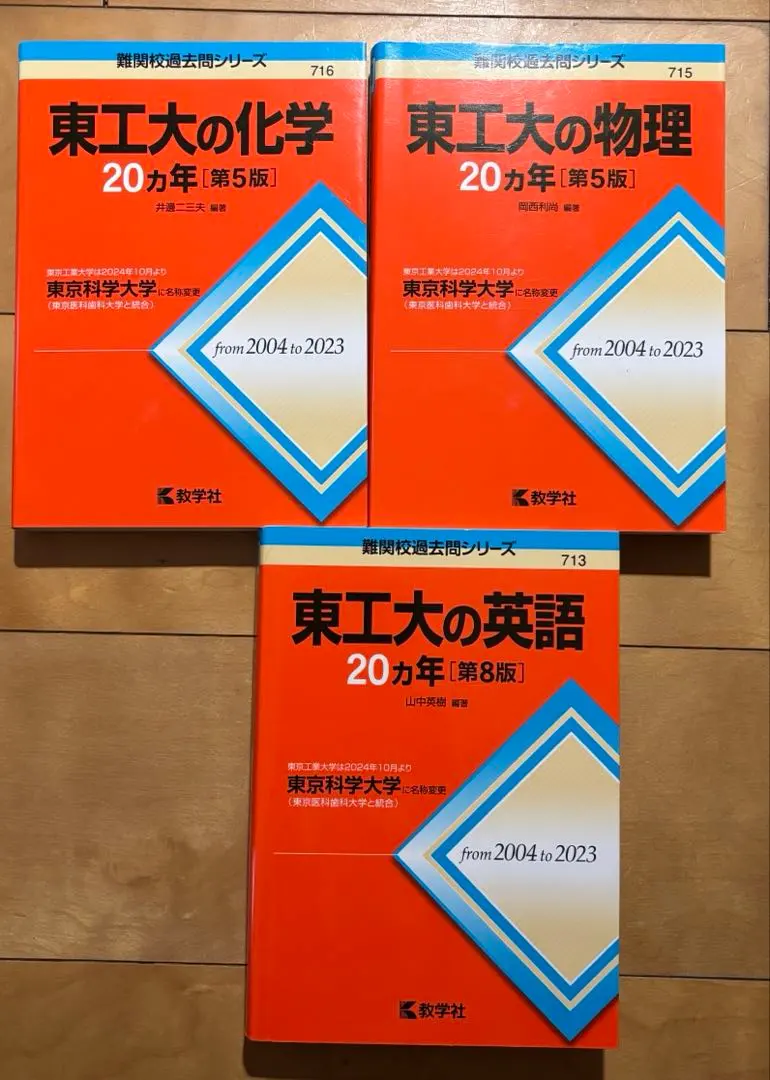 難関校過去問シリーズ
716
東工大の化学
20カ年[第5版]
井邊二三夫 編著
東京工業大学は2024年10月より
東京科学大学に名称変更
(東京医科歯科大学と統合)
from 2004 to 2023
教学社
難関校過去問シリーズ
715
東工大の物理
20カ年[第5版]
岡西利尚 編著
東京工業大学は2024年10月より
東京科学大学に名称変更
(東京医科歯科大学と統合)
from 2004 to 2023
教学社
難関校過去問シリーズ
713
東工大の英語
20カ年[第8版]
山中英樹 編著
東京工業大学は2024年10月より
東京科学大学に名称変更
(東京医科歯科大学と統合)
from 2004 to 2023
教学社